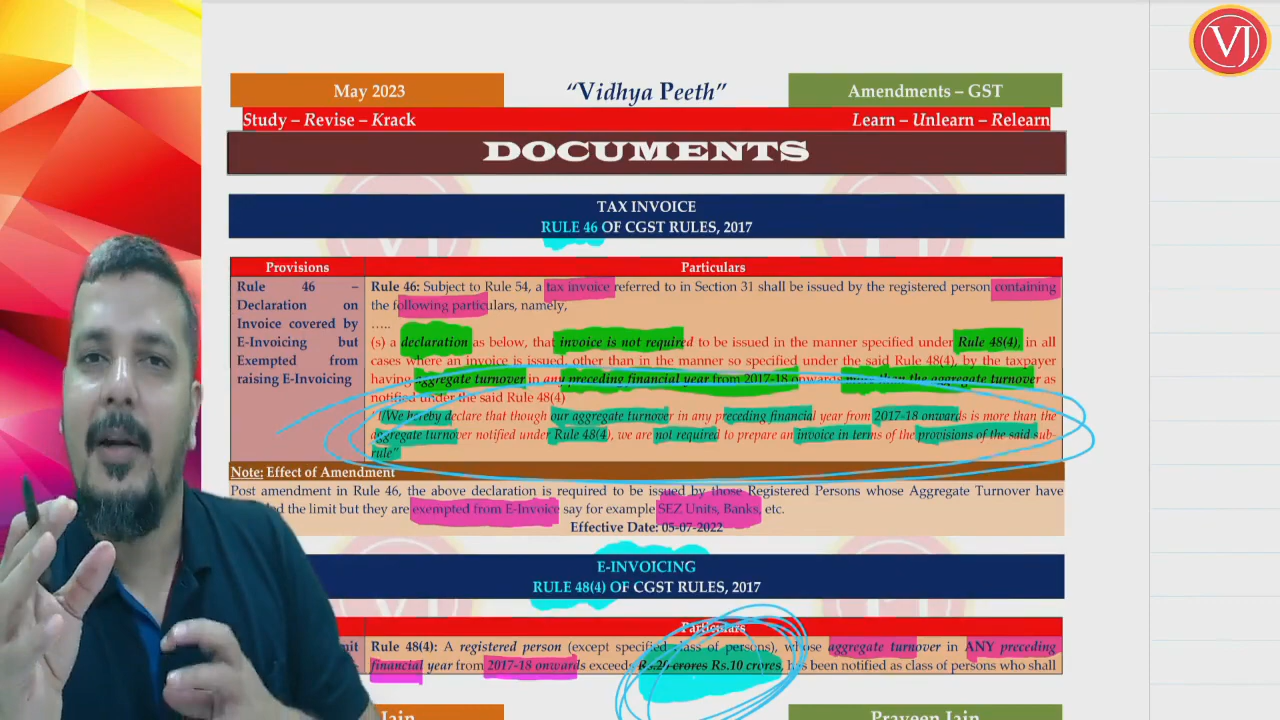 VJ
May 2023
"Vidhya Peeth"
Amendments – GST
Study – Revise – Krack
Learn – Unlearn – Relearn
DOCUMENTS
TAX INVOICE
RULE 46 OF CGST RULES, 2017
Provisions
Particulars
Rule 46 –
Declaration on
Invoice covered by
E-Invoicing but
Exempted from
raising E-Invoicing
Rule 46: Subject to Rule 54, a tax invoice referred to in Section 31 shall be issued by the registered person containing
the following particulars, namely,
…..
(s) a declaration as below, that invoice is not required to be issued in the manner specified under Rule 48(4), in all
cases where an invoice is issued, other than in the manner so specified under the said Rule 48(4), by the taxpayer
having aggregate turnover in any preceding financial year from 2017-18 onwards more than the aggregate turnover as
notified under the said Rule 48(4)
"I/We hereby declare that though our aggregate turnover in any preceding financial year from 2017-18 onwards is more than the
aggregate turnover notified under Rule 48(4), we are not required to prepare an invoice in terms of the provisions of the said sub-
rule"
Note: Effect of Amendment
Post amendment in Rule 46, the above declaration is required to be issued by those Registered Persons whose Aggregate Turnover have
the limit but they are exempted from E-Invoice say for example SEZ Units, Banks, etc.
Effective Date: 05-07-2022
E-INVOICING
RULE 48(4) OF CGST RULES, 2017
Particulars
Rule 48(4): A registered person (except specified class of persons), whose aggregate turnover in ANY preceding
financial year from 2017-18 onwards exceeds Rs.20 crores Rs.10 crores, has been notified as class of persons who shall
Jain
Praveen Jain